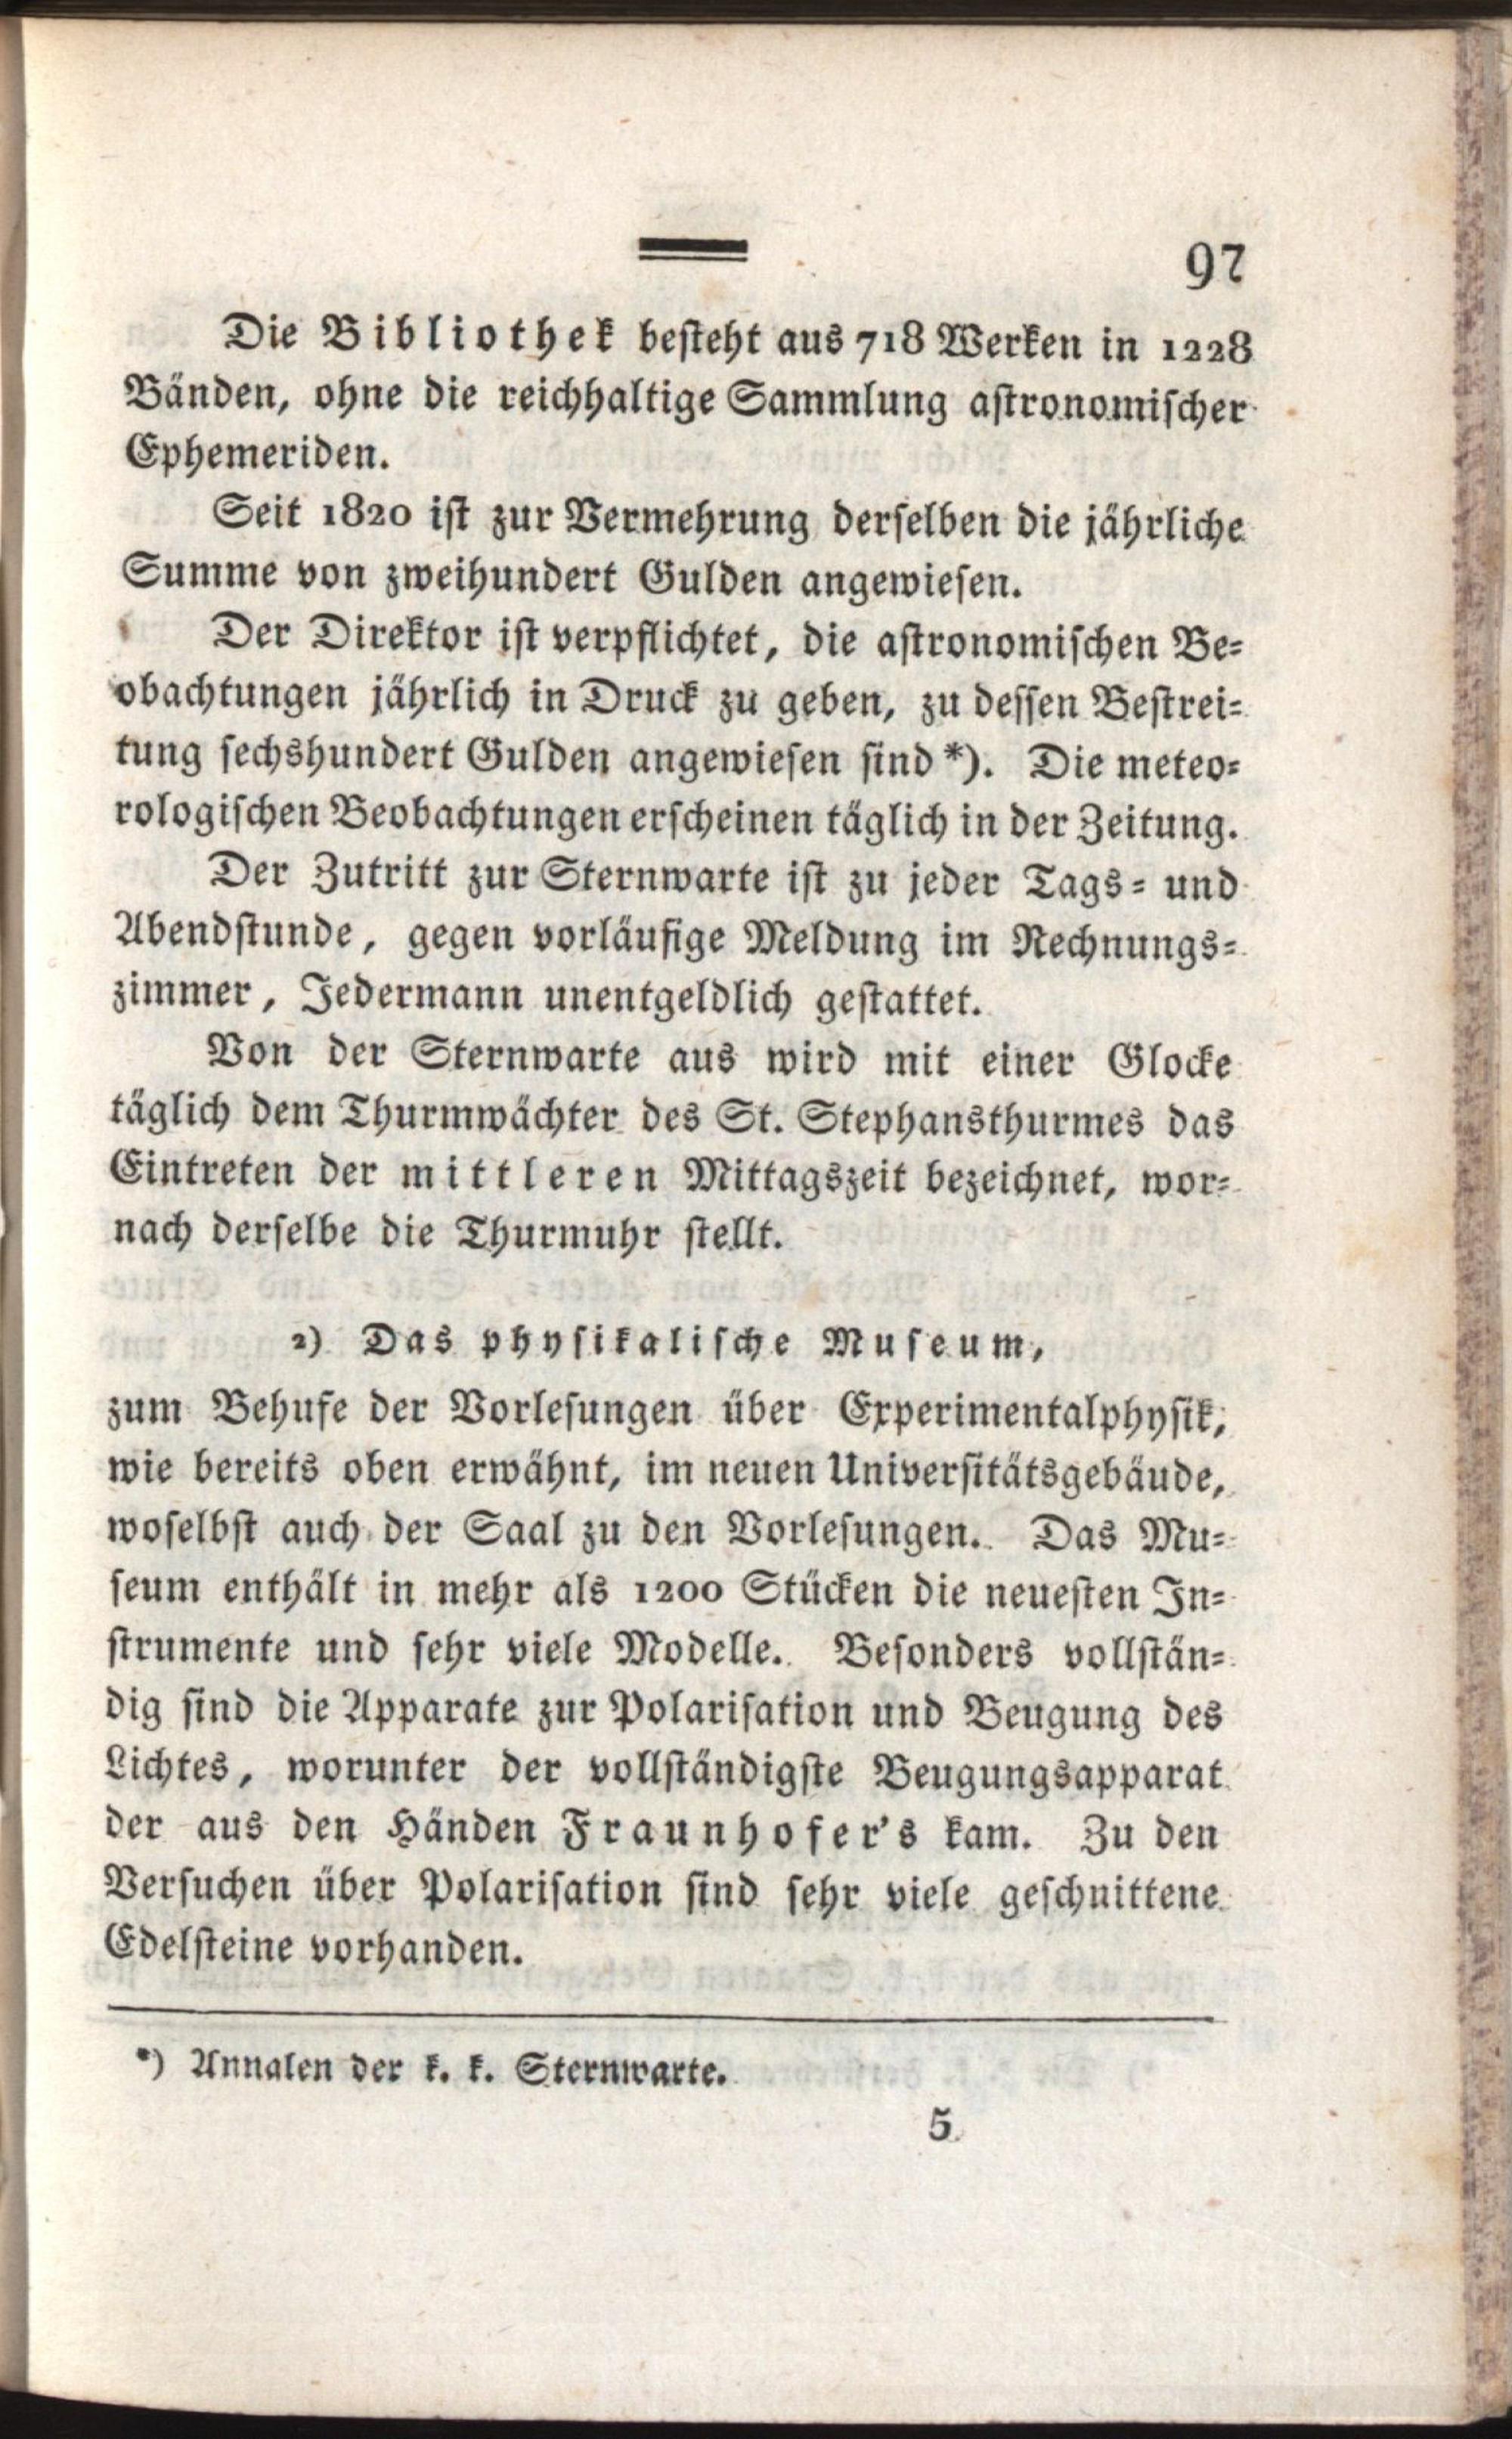 97
Die Bibliothek besteht aus 718 Werken in 1228
Bänden, ohne die reichhaltige Sammlung astronomischer
Ephemeriden.
Seit 1820 ist zur Vermehrung derselben die jährliche
Summe von zweihundert Gulden angewiesen.
Der Direktor ist verpflichtet, die astronomischen Be-
obachtungen jährlich in Druck zu geben, zu dessen Bestrei-
tung sechshundert Gulden angewiesen sind *). Die meteo-
rologischen Beobachtungen erscheinen täglich in der Zeitung.
Der Zutritt zur Sternwarte ist zu jeder Tags- und
Abendstunde, gegen vorläufige Meldung im Rechnungs-
zimmer, Jedermann unentgeldlich gestattet.
Von der Sternwarte aus wird mit einer Glocke
täglich dem Thurmwächter des St. Stephansthurmes das
Eintreten der mittleren Mittagszeit bezeichnet, wor-
nach derselbe die Thurmuhr stellt.
2) Das physikalische Museum,
zum Behufe der Vorlesungen über Experimentalphysik,
wie bereits oben erwähnt, im neuen Universitätsgebäude,
woselbst auch der Saal zu den Vorlesungen. Das Mu-
seum enthält in mehr als 1200 Stücken die neuesten In-
strumente und sehr viele Modelle. Besonders vollstän-
dig sind die Apparate zur Polarisation und Beugung des
Lichtes, worunter der vollständigste Beugungsapparat
der aus den Händen Fraunhofer's kam. Zu den
Versuchen über Polarisation sind sehr viele geschnittene
Edelsteine vorhanden.
*) Annalen der k. k. Sternwarte.
5